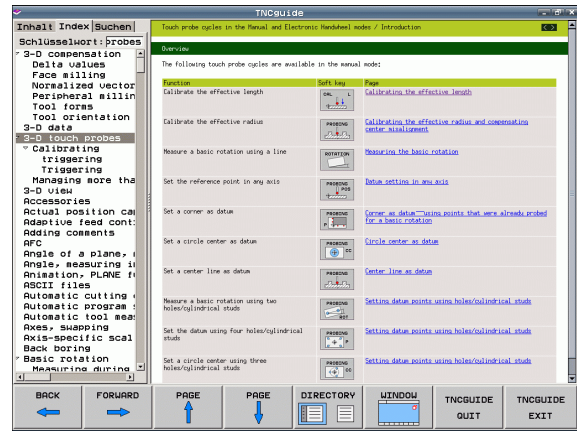 TNCguide
Inhalt Index Suchen
Schlüsselwort: probes
3-D compensation
Delta values
Face milling
Normalized vector
Peripheral millin
Tool forms
Tool orientation
3-D data
3-D touch probes
Calibrating
triggering
Triggering
Managing more tha
3-D view
Accessories
Actual position cap
Adaptive feed cont
Adding comments
AFC
Angle of a plane,
Angle, measuring i
Animation, PLANE f
ASCII files
Automatic cutting
Automatic program
Automatic tool meas
Axes, swapping
Axis-specific scal
Back boring
Basic rotation
Measuring during
Touch probe cycles in the Manual and Electronic Handwheel modes / Introduction
Overview
The following touch probe cycles are available in the manual mode:
Function Soft key Page
Calibrate the effective length CAL L Calibrating the effective length
Calibrate the effective radius PROBING Calibrating the effective radius and compensating
center misalignment
Measure a basic rotation using a line ROTATION Measuring the basic rotation
Set the reference point in any axis PROBING POS Datum setting in any axis
Set a corner as datum PROBING P Corner as datum—using points that were already probed
for a basic rotation
Set a circle center as datum PROBING CC Circle center as datum
Set a center line as datum PROBING Center line as datum
Measure a basic rotation using two
holes/cylindrical studs PROBING ROT Setting datum points using holes/cylindrical studs
Set the datum using four holes/cylindrical
studs PROBING P Setting datum points using holes/cylindrical studs
Set a circle center using three
holes/cylindrical studs PROBING CC Setting datum points using holes/cylindrical studs
BACK FORWARD PAGE PAGE DIRECTORY WINDOW TNCGUIDE QUIT TNCGUIDE EXIT